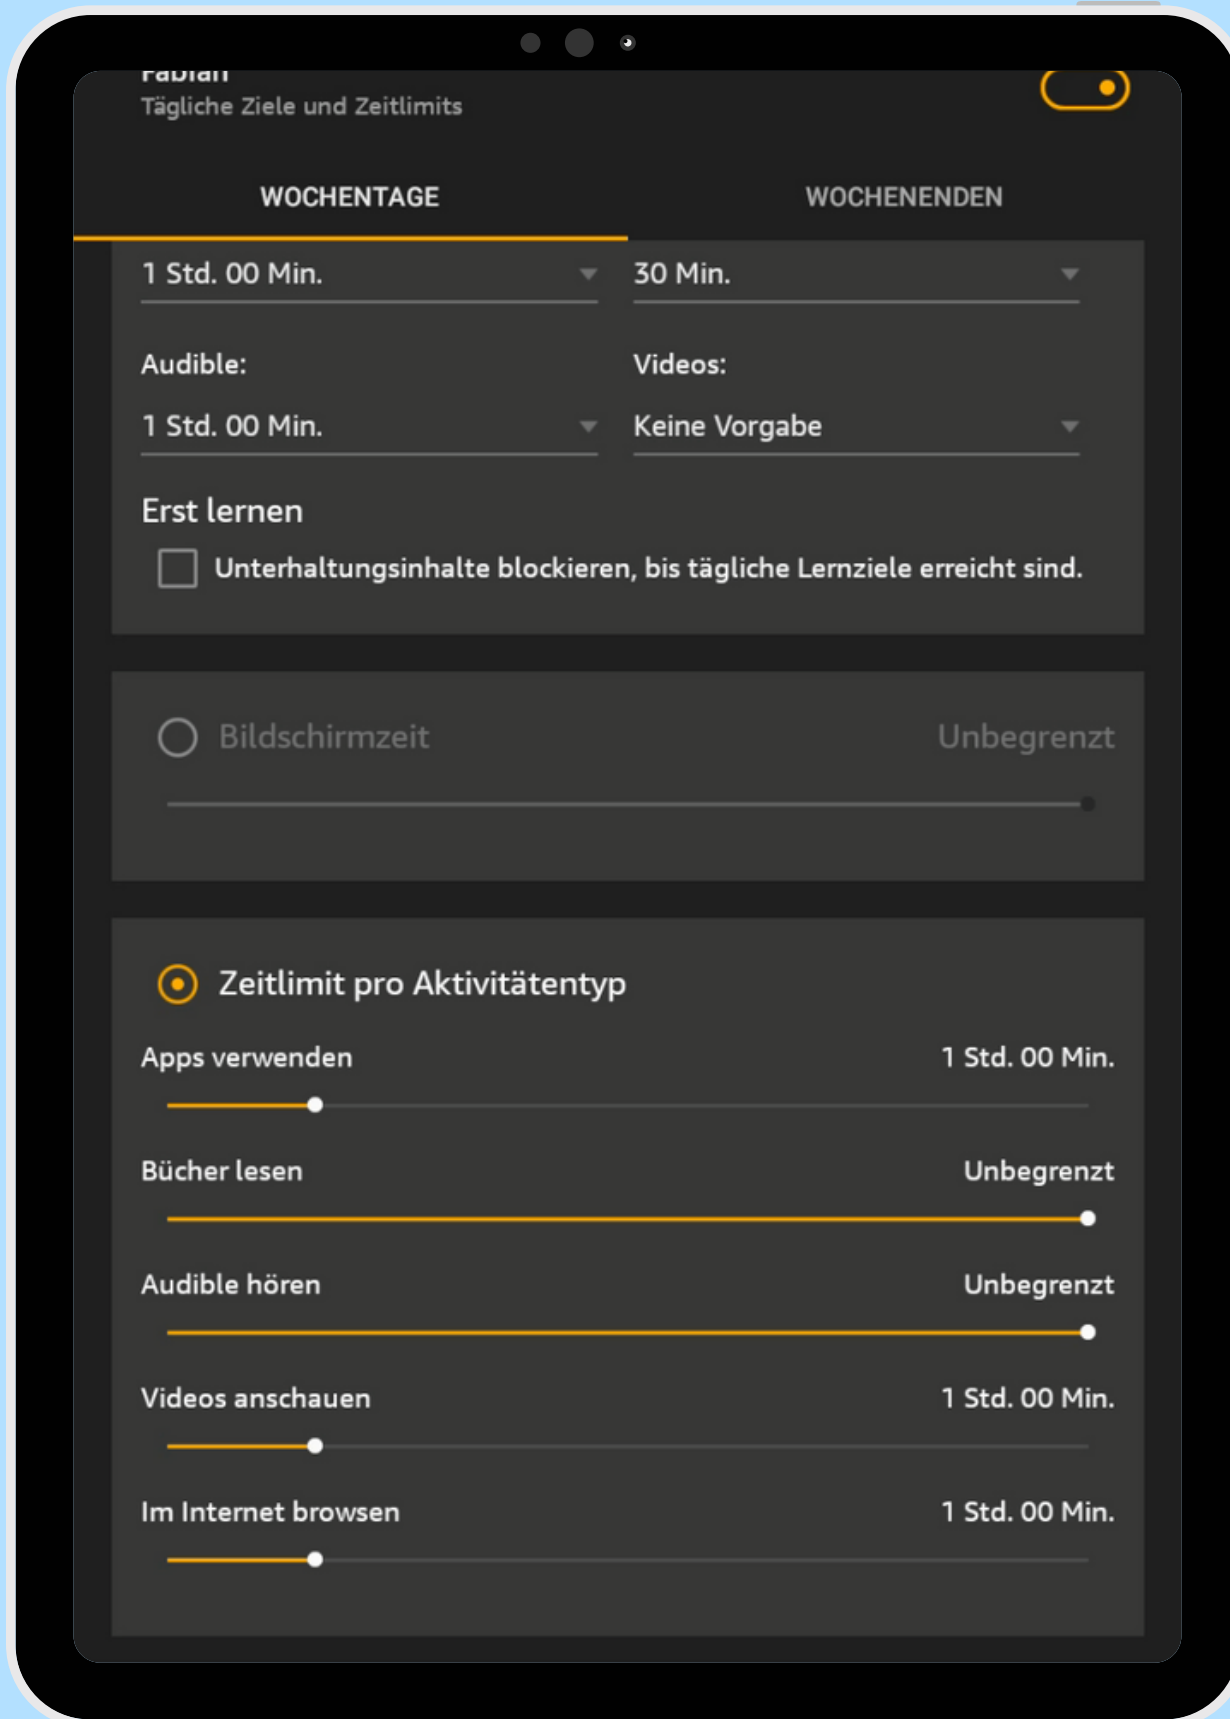 Fabian
Tägliche Ziele und Zeitlimits
WOCHENTAGE WOCHENENDEN
1 Std. 00 Min. 30 Min.
Audible: Videos:
1 Std. 00 Min. Keine Vorgabe
Erst lernen
Unterhaltungsinhalte blockieren, bis tägliche Lernziele erreicht sind.
Bildschirmzeit Unbegrenzt
Zeitlimit pro Aktivitätentyp
Apps verwenden 1 Std. 00 Min.
Bücher lesen Unbegrenzt
Audible hören Unbegrenzt
Videos anschauen 1 Std. 00 Min.
Im Internet browsen 1 Std. 00 Min.